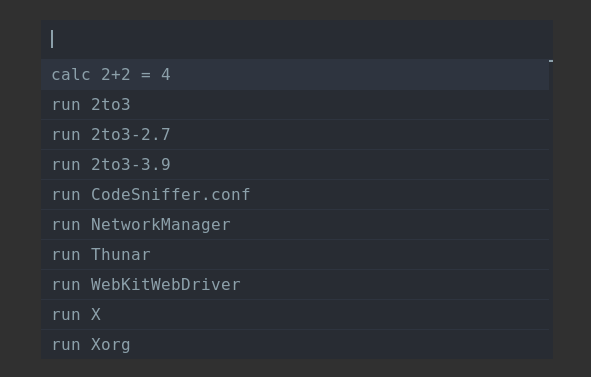 calc 2+2 = 4
run 2to3
run 2to3-2.7
run 2to3-3.9
run CodeSniffer.conf
run NetworkManager
run Thunar
run WebKitWebDriver
run X
run Xorg